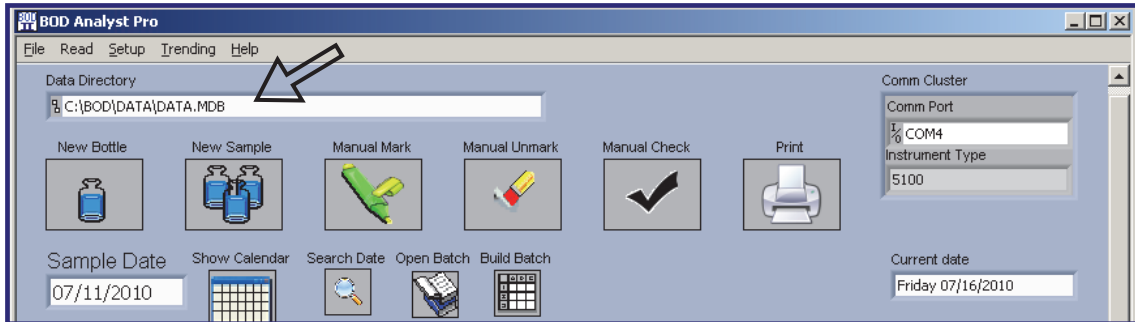 BOD Analyst Pro
File Read Setup Trending Help
Data Directory
C:\BOD\DATA\DATA.MDB
Comm Cluster
Comm Port
COM4
Instrument Type
5100
New Bottle New Sample Manual Mark Manual Unmark Manual Check Print
Sample Date Show Calendar Search Date Open Batch Build Batch
07/11/2010
Current date
Friday 07/16/2010